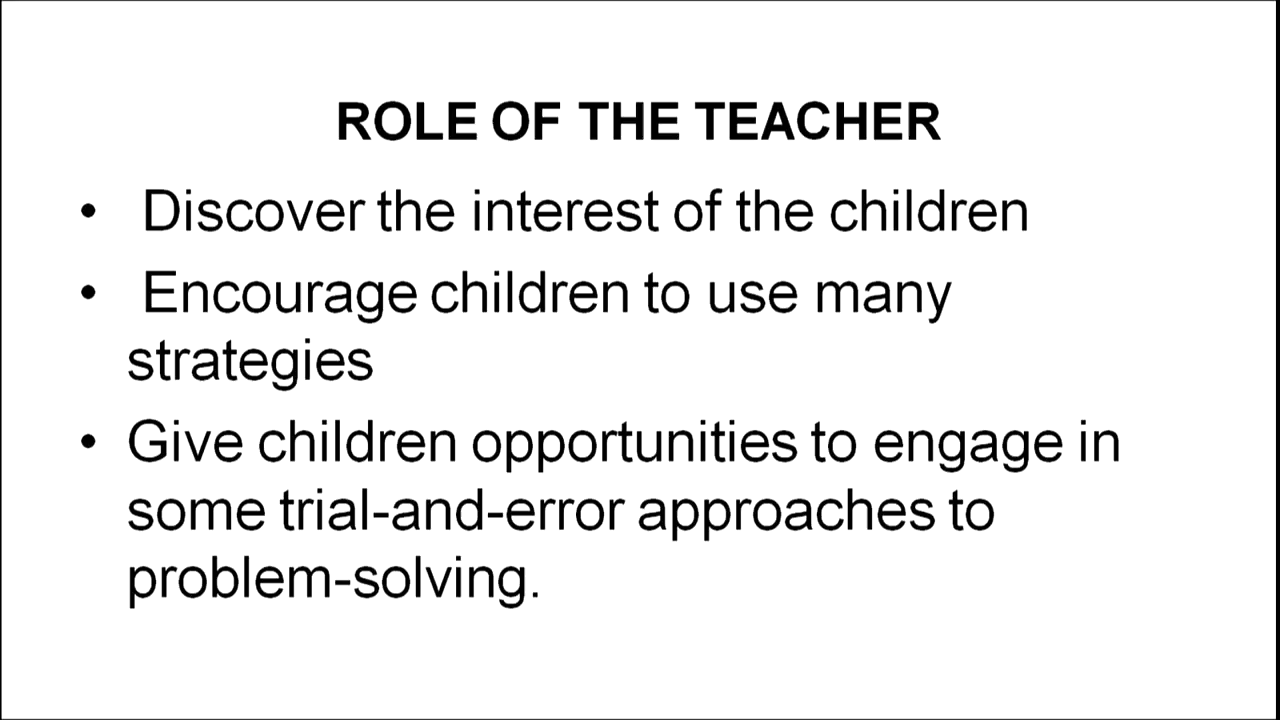 ROLE OF THE TEACHER
• Discover the interest of the children
• Encourage children to use many
strategies
• Give children opportunities to engage in
some trial-and-error approaches to
problem-solving.